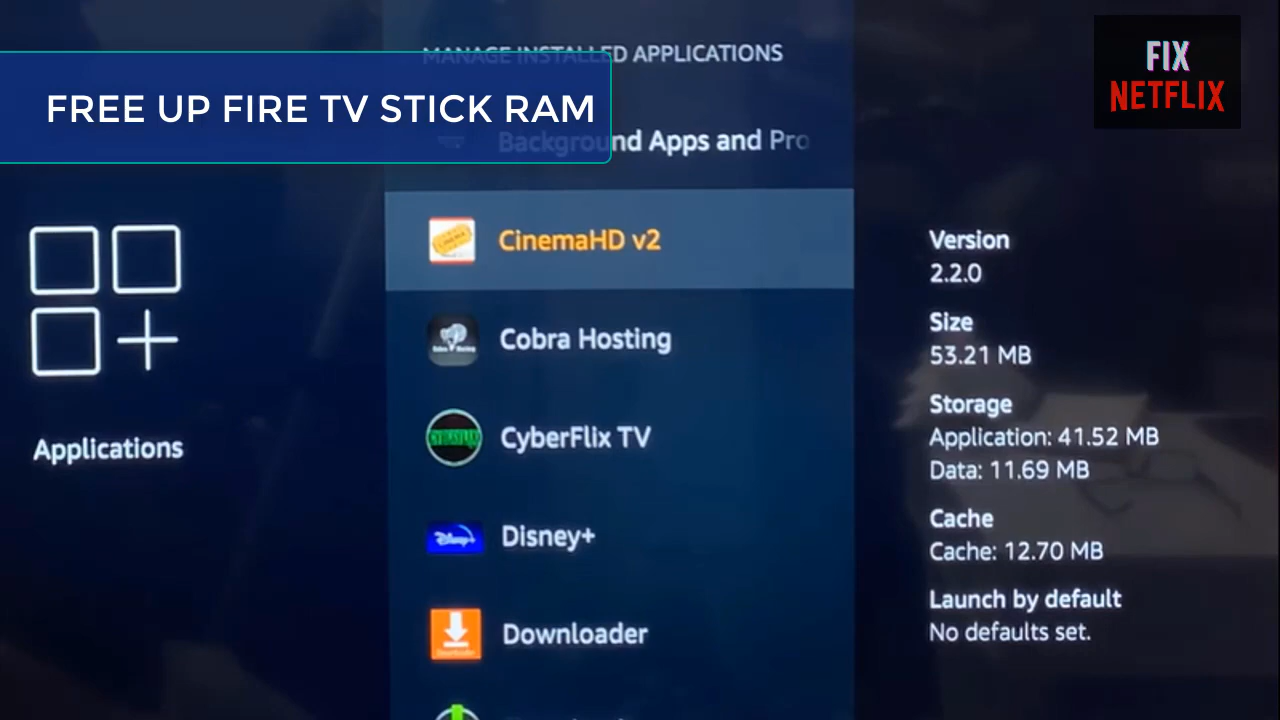 MANAGE INSTALLED APPLICATIONS
FREE UP FIRE TV STICK RAM
FIX
NETFLIX
Background Apps and Pro
CinemaHD v2
Cobra Hosting
CyberFlix TV
Disney+
Downloader
Applications
Version
2.2.0
Size
53.21 MB
Storage
Application: 41.52 MB
Data: 11.69 MB
Cache
Cache: 12.70 MB
Launch by default
No defaults set.
CINEMA
Disney+